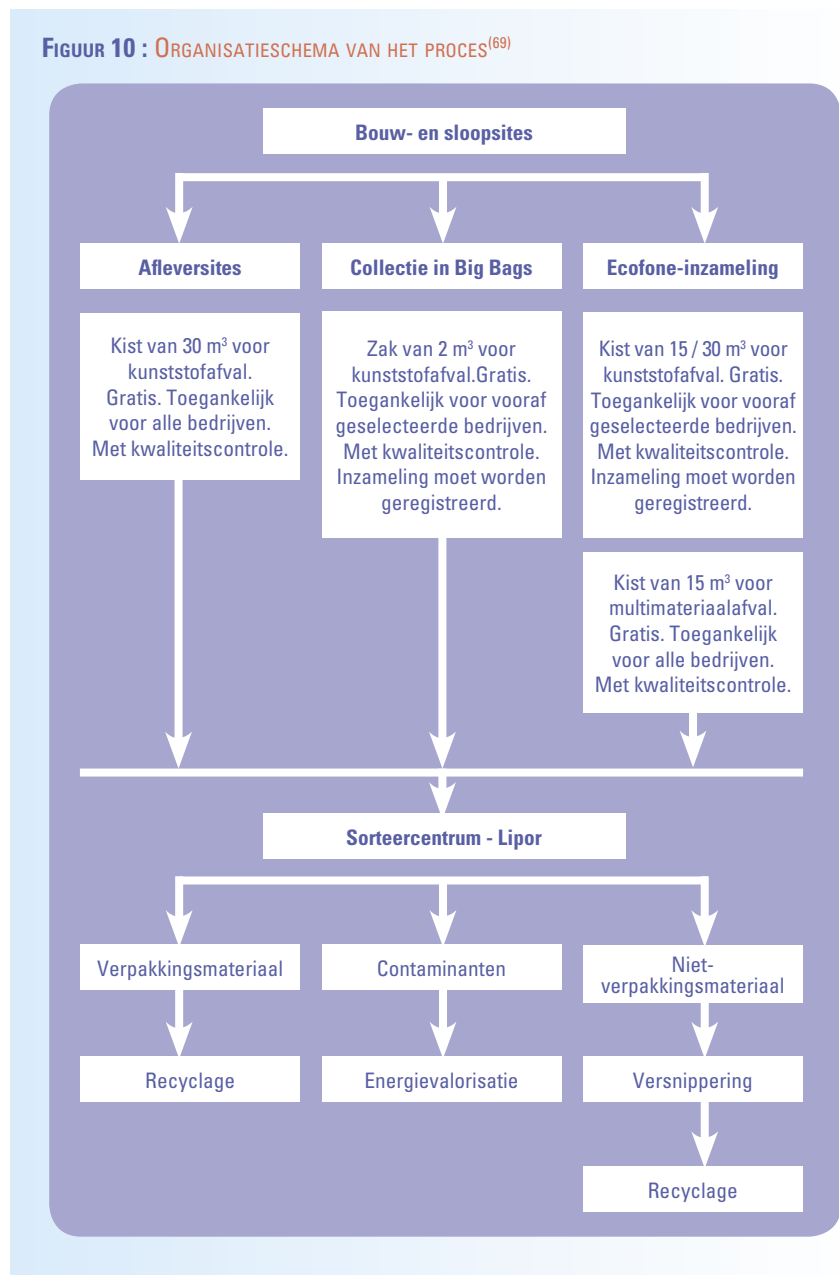 FIGUUR 10 : ORGANISATIESCHEMA VAN HET PROCES(69)
Bouw- en sloopsites
Afleversites
Kist van 30 m³ voor
kunststofafval.
Gratis. Toegankelijk
voor alle bedrijven.
Met kwaliteitscontrole.
Collectie in Big Bags
Zak van 2 m³ voor
kunststofafval.Gratis.
Toegankelijk voor vooraf
geselecteerde bedrijven.
Met kwaliteitscontrole.
Inzameling moet worden
geregistreerd.
Ecofone-inzameling
Kist van 15 / 30 m³ voor
kunststofafval. Gratis.
Toegankelijk voor vooraf
geselecteerde bedrijven.
Met kwaliteitscontrole.
Inzameling moet worden
geregistreerd.
Kist van 15 m³ voor
multimateriaalafval.
Gratis. Toegankelijk
voor alle bedrijven.
Met kwaliteitscontrole.
Sorteercentrum - Lipor
Verpakkingsmateriaal
Recyclage
Contaminanten
Energievalorisatie
Niet-
verpakkingsmateriaal
Versnippering
Recyclage